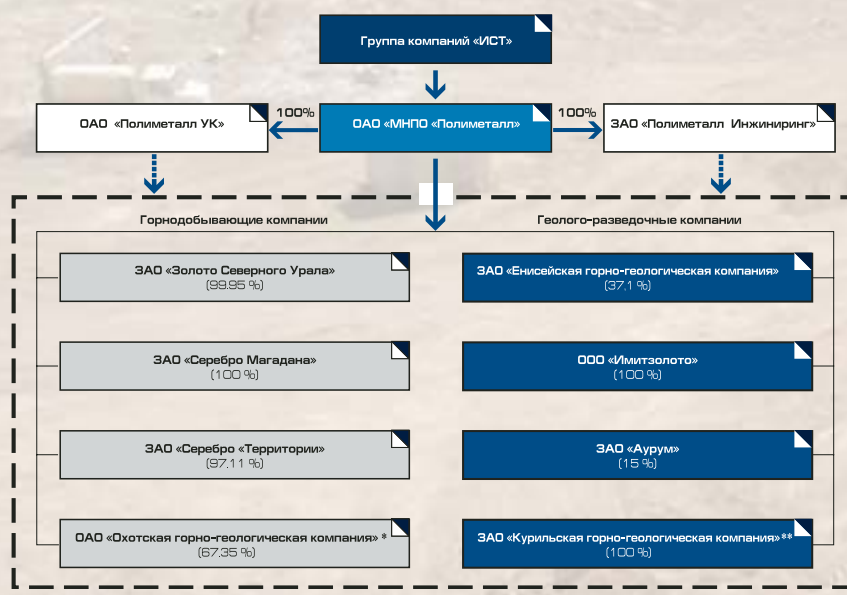 Группа компаний «ИСТ»
ОАО «Полиметалл УК»
100%
ОАО «МНПО «Полиметалл»
100%
ЗАО «Полиметалл Инжиниринг»
Горнодобывающие компании
Геолого-разведочные компании
ЗАО «Золото Северного Урала»
(99.95 %)
ЗАО «Енисейская горно-геологическая компания»
(37.1 %)
ЗАО «Серебро Магадана»
(100 %)
ООО «Имитзолото»
(100 %)
ЗАО «Серебро «Территории»
(97.11 %)
ЗАО «Аурум»
(15 %)
ОАО «Охотская горно-геологическая компания» *
(67.35 %)
ЗАО «Курильская горно-геологическая компания»**
(100 %)